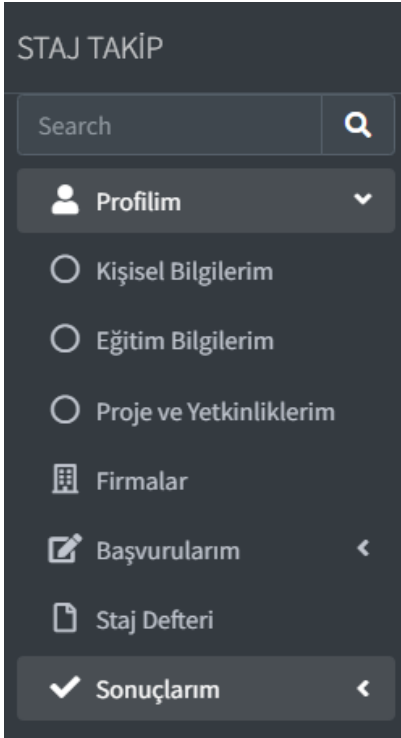 STAJ TAKİP
Search
Profilim
Kişisel Bilgilerim
Eğitim Bilgilerim
Proje ve Yetkinliklerim
Firmalar
Başvurularım
Staj Defteri
Sonuçlarım